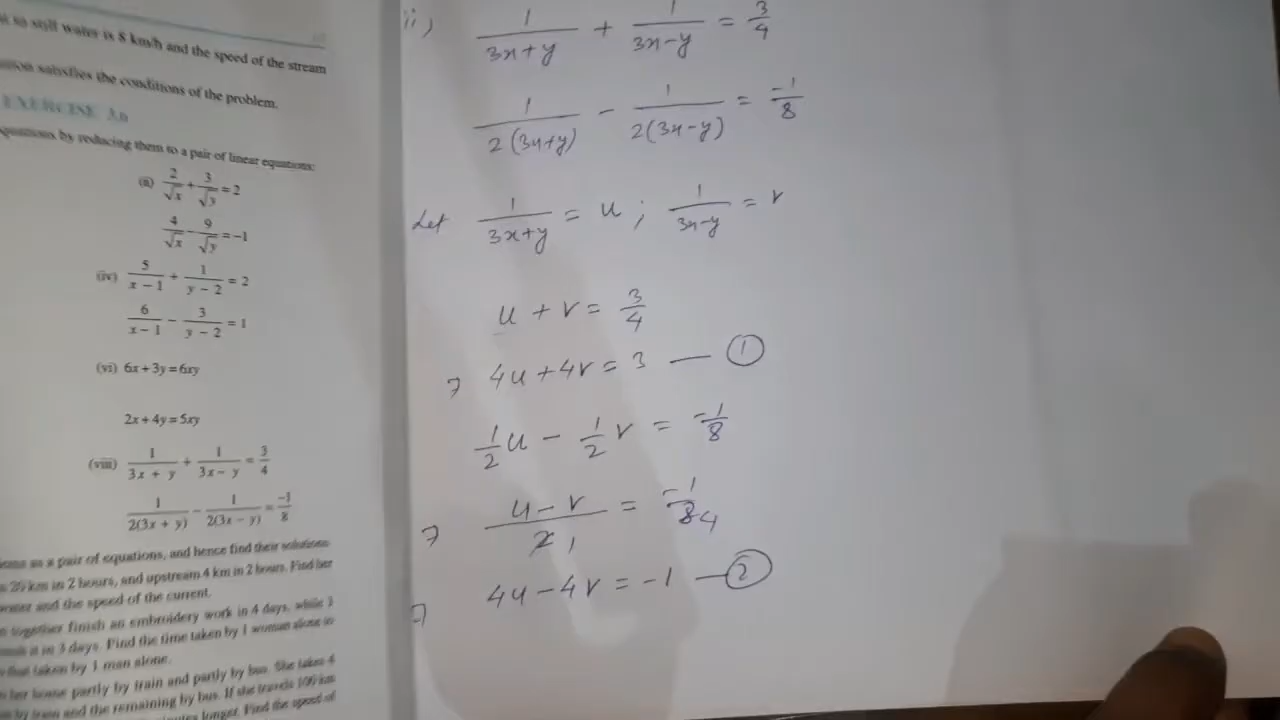 in still water is 8 km/h and the speed of the stream
satisfies the conditions of the problem.
EXERCISE 3.6
equations by reducing them to a pair of linear equations:
(ii) 2/√x + 3/√y = 2
4/√x - 9/√y = -1
(iv) 5/(x - 1) + 1/(y - 2) = 2
6/(x - 1) - 3/(y - 2) = 1
(vi) 6x + 3y = 6xy
2x + 4y = 5xy
(viii) 1/(3x + y) + 1/(3x - y) = 3/4
1/(2(3x + y)) - 1/(2(3x - y)) = -1/8
as a pair of equations, and hence find their solutions
20 km in 2 hours, and upstream 4 km in 2 hours. Find her
water and the speed of the current.
together finish an embroidery work in 4 days, while 3
it in 3 days. Find the time taken by 1 woman alone to
that taken by 1 man alone.
her home partly by train and partly by bus. She takes 4
by train and the remaining by bus. If she travels 100 km
longer. Find the speed of
ii) 1/(3x+y) + 1/(3x-y) = 3/4
1/(2(3x+y)) - 1/(2(3x-y)) = -1/8
Let 1/(3x+y) = u ; 1/(3x-y) = v
u + v = 3/4
⇒ 4u + 4v = 3 — ①
1/2 u - 1/2 v = -1/8
⇒ (u - v)/2 1 = -1/8 4
⇒ 4u - 4v = -1 — ②